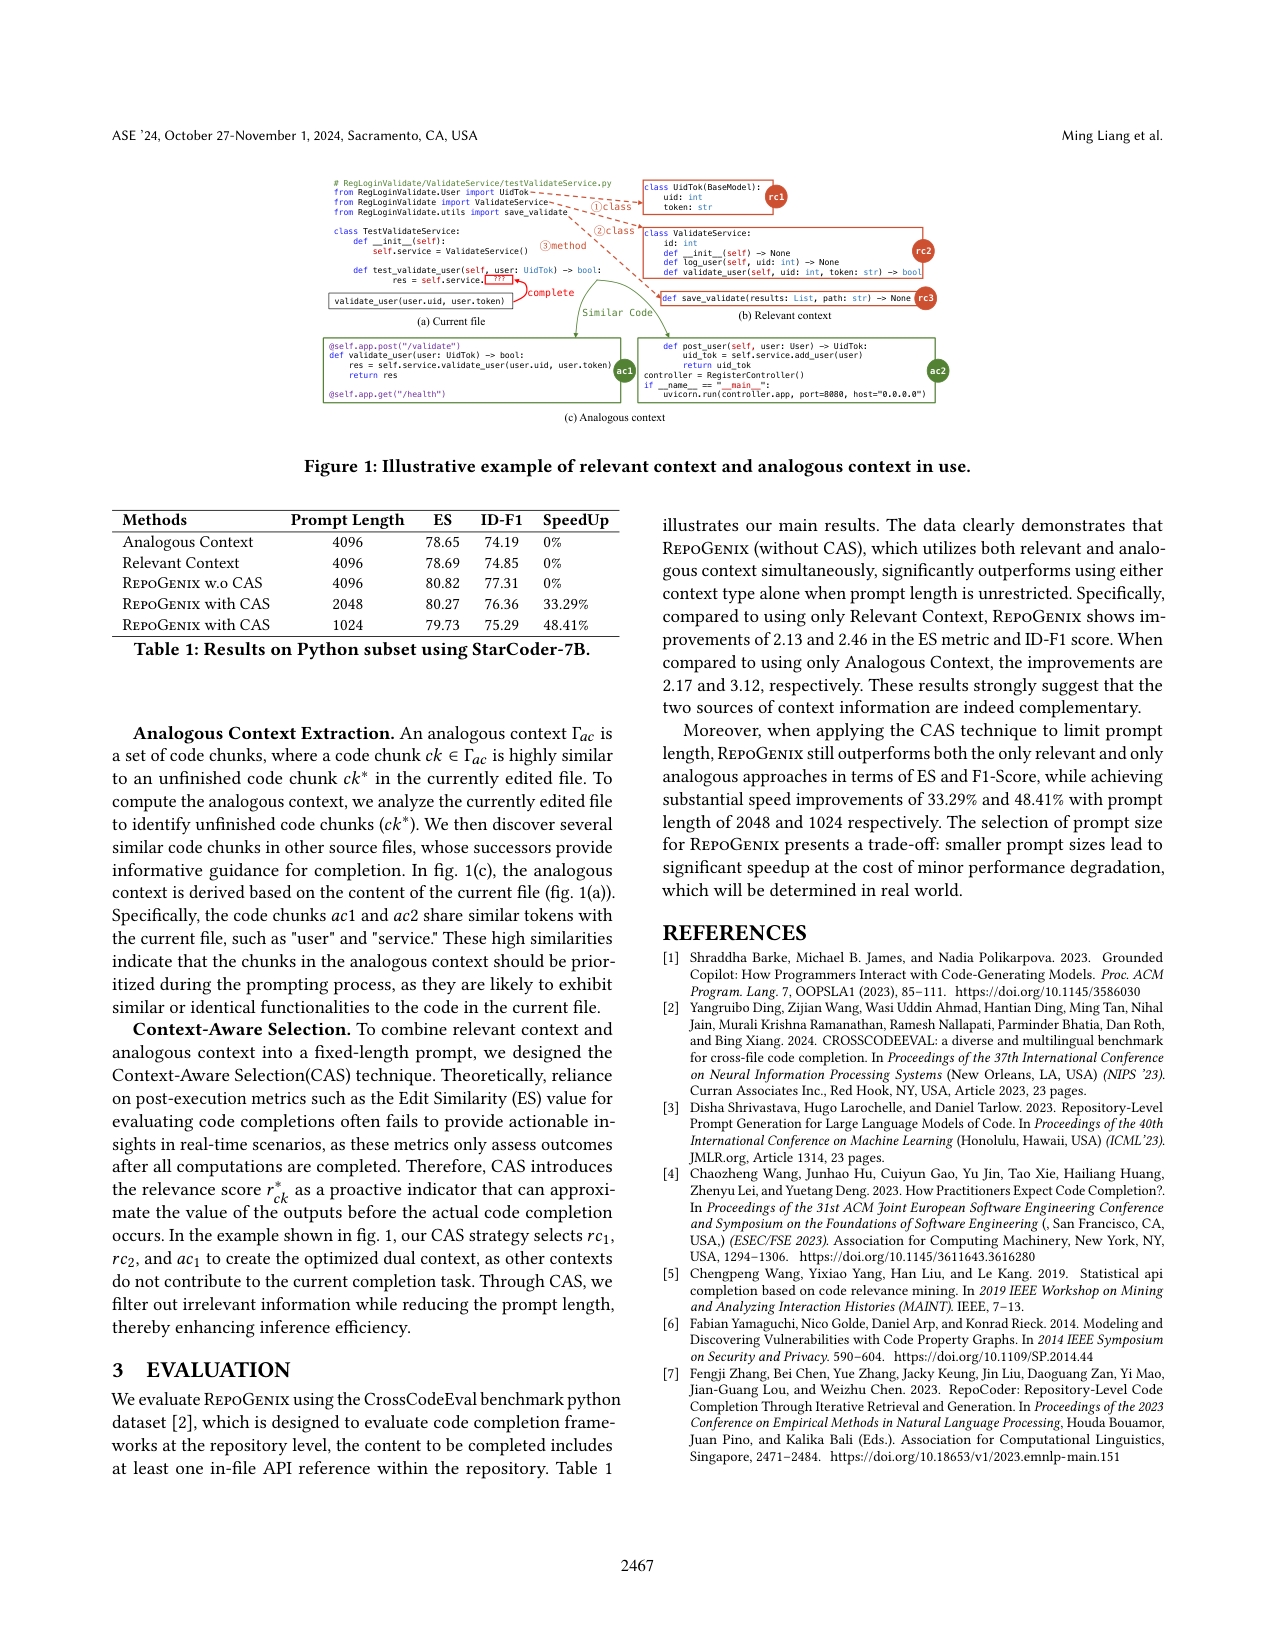 ASE ’24, October 27-November 1, 2024, Sacramento, CA, USA
Ming Liang et al.
# RegLoginValidate/ValidateService/testValidateService.py
from RegLoginValidate.User import UidTok
from RegLoginValidate import ValidateService
from RegLoginValidate.utils import save_validate
class TestValidateService:
def __init__(self):
self.service = ValidateService()
def test_validate_user(self, user: UidTok) -> bool:
res = self.service. ???
validate_user(user.uid, user.token)
complete
(a) Current file
①class
②class
③method
Similar Code
class UidTok(BaseModel):
uid: int
token: str
rc1
class ValidateService:
id: int
def __init__(self) -> None
def log_user(self, uid: int) -> None
def validate_user(self, uid: int, token: str) -> bool
rc2
def save_validate(results: List, path: str) -> None
rc3
(b) Relevant context
@self.app.post("/validate")
def validate_user(user: UidTok) -> bool:
res = self.service.validate_user(user.uid, user.token)
return res
@self.app.get("/health")
ac1
def post_user(self, user: User) -> UidTok:
uid_tok = self.service.add_user(user)
return uid_tok
controller = RegisterController()
if __name__ == "__main__":
uvicorn.run(controller.app, port=8080, host="0.0.0.0")
ac2
(c) Analogous context
Figure 1: Illustrative example of relevant context and analogous context in use.
Methods Prompt Length ES ID-F1 SpeedUp
Analogous Context 4096 78.65 74.19 0%
Relevant Context 4096 78.69 74.85 0%
RepoGenix w.o CAS 4096 80.82 77.31 0%
RepoGenix with CAS 2048 80.27 76.36 33.29%
RepoGenix with CAS 1024 79.73 75.29 48.41%
Table 1: Results on Python subset using StarCoder-7B.
Analogous Context Extraction. An analogous context Γac is
a set of code chunks, where a code chunk ck ∈ Γac is highly similar
to an unfinished code chunk ck* in the currently edited file. To
compute the analogous context, we analyze the currently edited file
to identify unfinished code chunks (ck*). We then discover several
similar code chunks in other source files, whose successors provide
informative guidance for completion. In fig. 1(c), the analogous
context is derived based on the content of the current file (fig. 1(a)).
Specifically, the code chunks ac1 and ac2 share similar tokens with
the current file, such as "user" and "service." These high similarities
indicate that the chunks in the analogous context should be prior-
itized during the prompting process, as they are likely to exhibit
similar or identical functionalities to the code in the current file.
Context-Aware Selection. To combine relevant context and
analogous context into a fixed-length prompt, we designed the
Context-Aware Selection(CAS) technique. Theoretically, reliance
on post-execution metrics such as the Edit Similarity (ES) value for
evaluating code completions often fails to provide actionable in-
sights in real-time scenarios, as these metrics only assess outcomes
after all computations are completed. Therefore, CAS introduces
the relevance score r*ck as a proactive indicator that can approxi-
mate the value of the outputs before the actual code completion
occurs. In the example shown in fig. 1, our CAS strategy selects rc1,
rc2, and ac1 to create the optimized dual context, as other contexts
do not contribute to the current completion task. Through CAS, we
filter out irrelevant information while reducing the prompt length,
thereby enhancing inference efficiency.
3 EVALUATION
We evaluate RepoGenix using the CrossCodeEval benchmark python
dataset [2], which is designed to evaluate code completion frame-
works at the repository level, the content to be completed includes
at least one in-file API reference within the repository. Table 1
illustrates our main results. The data clearly demonstrates that
RepoGenix (without CAS), which utilizes both relevant and analo-
gous context simultaneously, significantly outperforms using either
context type alone when prompt length is unrestricted. Specifically,
compared to using only Relevant Context, RepoGenix shows im-
provements of 2.13 and 2.46 in the ES metric and ID-F1 score. When
compared to using only Analogous Context, the improvements are
2.17 and 3.12, respectively. These results strongly suggest that the
two sources of context information are indeed complementary.
Moreover, when applying the CAS technique to limit prompt
length, RepoGenix still outperforms both the only relevant and only
analogous approaches in terms of ES and F1-Score, while achieving
substantial speed improvements of 33.29% and 48.41% with prompt
length of 2048 and 1024 respectively. The selection of prompt size
for RepoGenix presents a trade-off: smaller prompt sizes lead to
significant speedup at the cost of minor performance degradation,
which will be determined in real world.
REFERENCES
[1] Shraddha Barke, Michael B. James, and Nadia Polikarpova. 2023. Grounded
Copilot: How Programmers Interact with Code-Generating Models. Proc. ACM
Program. Lang. 7, OOPSLA1 (2023), 85–111. https://doi.org/10.1145/3586030
[2] Yangruibo Ding, Zijian Wang, Wasi Uddin Ahmad, Hantian Ding, Ming Tan, Nihal
Jain, Murali Krishna Ramanathan, Ramesh Nallapati, Parminder Bhatia, Dan Roth,
and Bing Xiang. 2024. CROSSCODEEVAL: a diverse and multilingual benchmark
for cross-file code completion. In Proceedings of the 37th International Conference
on Neural Information Processing Systems (New Orleans, LA, USA) (NIPS ’23).
Curran Associates Inc., Red Hook, NY, USA, Article 2023, 23 pages.
[3] Disha Shrivastava, Hugo Larochelle, and Daniel Tarlow. 2023. Repository-Level
Prompt Generation for Large Language Models of Code. In Proceedings of the 40th
International Conference on Machine Learning (Honolulu, Hawaii, USA) (ICML’23).
JMLR.org, Article 1314, 23 pages.
[4] Chaozheng Wang, Junhao Hu, Cuiyun Gao, Yu Jin, Tao Xie, Hailiang Huang,
Zhenyu Lei, and Yuetang Deng. 2023. How Practitioners Expect Code Completion?.
In Proceedings of the 31st ACM Joint European Software Engineering Conference
and Symposium on the Foundations of Software Engineering (, San Francisco, CA,
USA,) (ESEC/FSE 2023). Association for Computing Machinery, New York, NY,
USA, 1294–1306. https://doi.org/10.1145/3611643.3616280
[5] Chengpeng Wang, Yixiao Yang, Han Liu, and Le Kang. 2019. Statistical api
completion based on code relevance mining. In 2019 IEEE Workshop on Mining
and Analyzing Interaction Histories (MAINT). IEEE, 7–13.
[6] Fabian Yamaguchi, Nico Golde, Daniel Arp, and Konrad Rieck. 2014. Modeling and
Discovering Vulnerabilities with Code Property Graphs. In 2014 IEEE Symposium
on Security and Privacy. 590–604. https://doi.org/10.1109/SP.2014.44
[7] Fengji Zhang, Bei Chen, Yue Zhang, Jacky Keung, Jin Liu, Daoguang Zan, Yi Mao,
Jian-Guang Lou, and Weizhu Chen. 2023. RepoCoder: Repository-Level Code
Completion Through Iterative Retrieval and Generation. In Proceedings of the 2023
Conference on Empirical Methods in Natural Language Processing, Houda Bouamor,
Juan Pino, and Kalika Bali (Eds.). Association for Computational Linguistics,
Singapore, 2471–2484. https://doi.org/10.18653/v1/2023.emnlp-main.151
2467